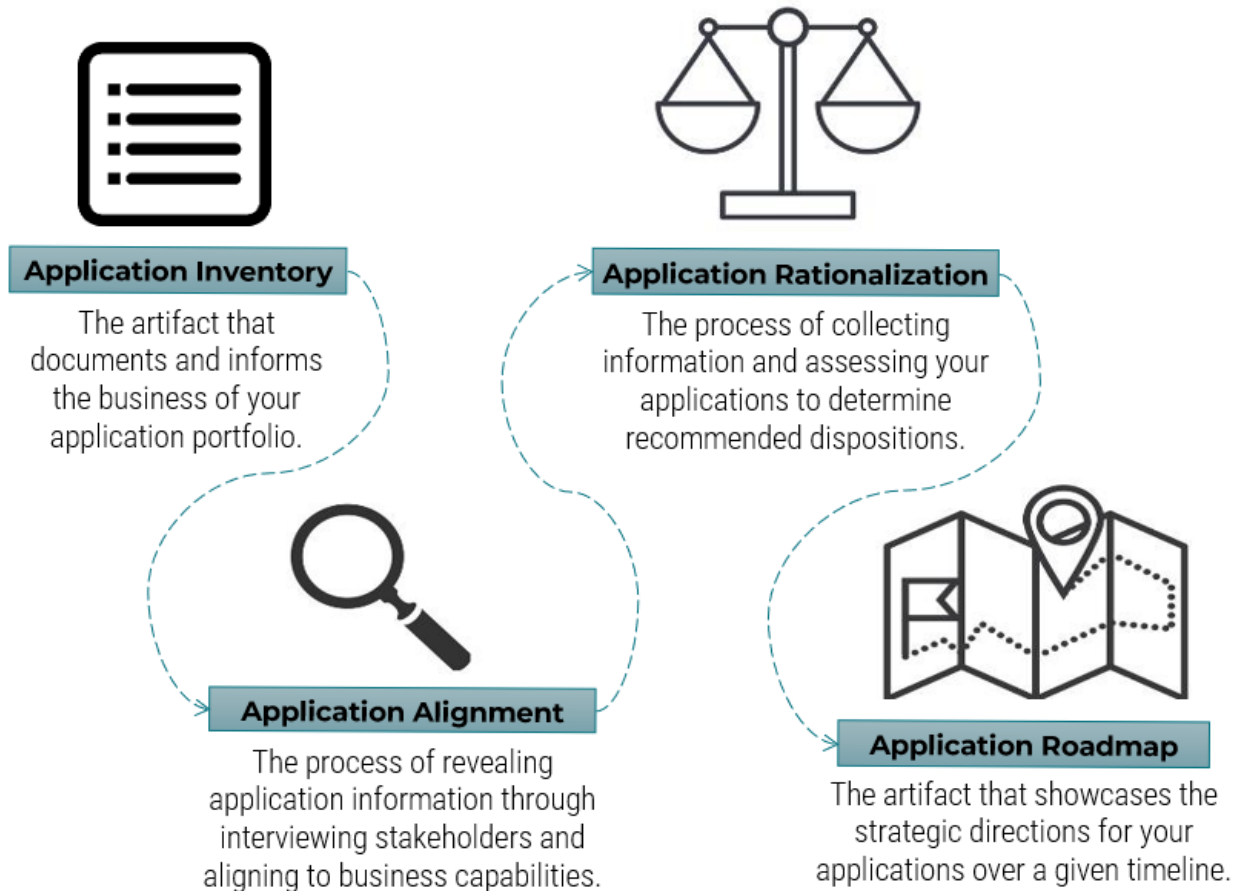 Application Inventory
The artifact that
documents and informs
the business of your
application portfolio.
Application Alignment
The process of revealing
application information through
interviewing stakeholders and
aligning to business capabilities.
Application Rationalization
The process of collecting
information and assessing your
applications to determine
recommended dispositions.
Application Roadmap
The artifact that showcases the
strategic directions for your
applications over a given timeline.